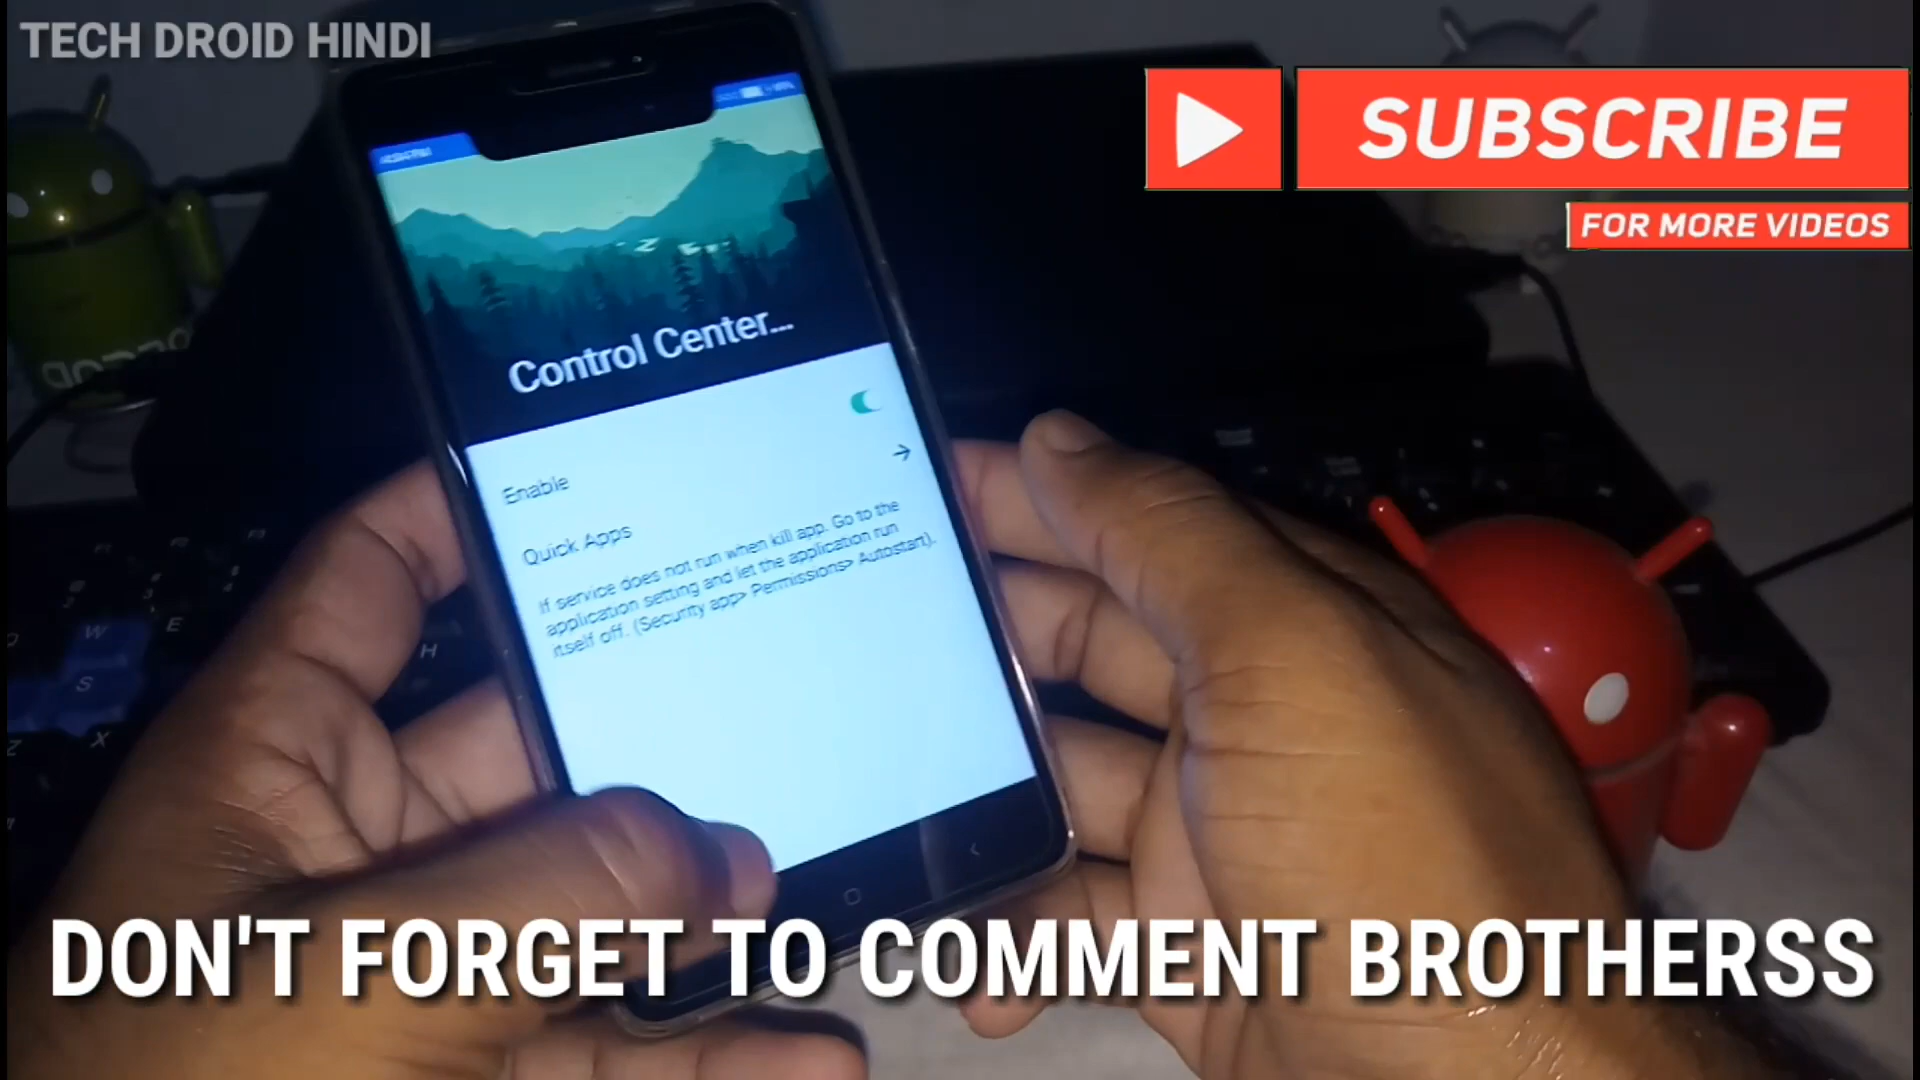 TECH DROID HINDI
SUBSCRIBE
FOR MORE VIDEOS
Control Center...
Enable
Quick Apps
If service does not run when kill app. Go to the
application setting and let the application run
itself off. (Security app> Permissions> Autostart).
W
E
S
H
Z
X
DON'T FORGET TO COMMENT BROTHERSS